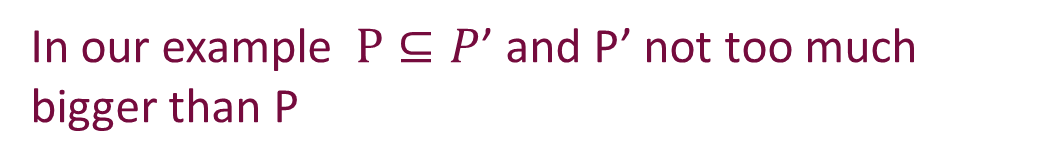 In our example P ⊆ P’ and P’ not too much
bigger than P